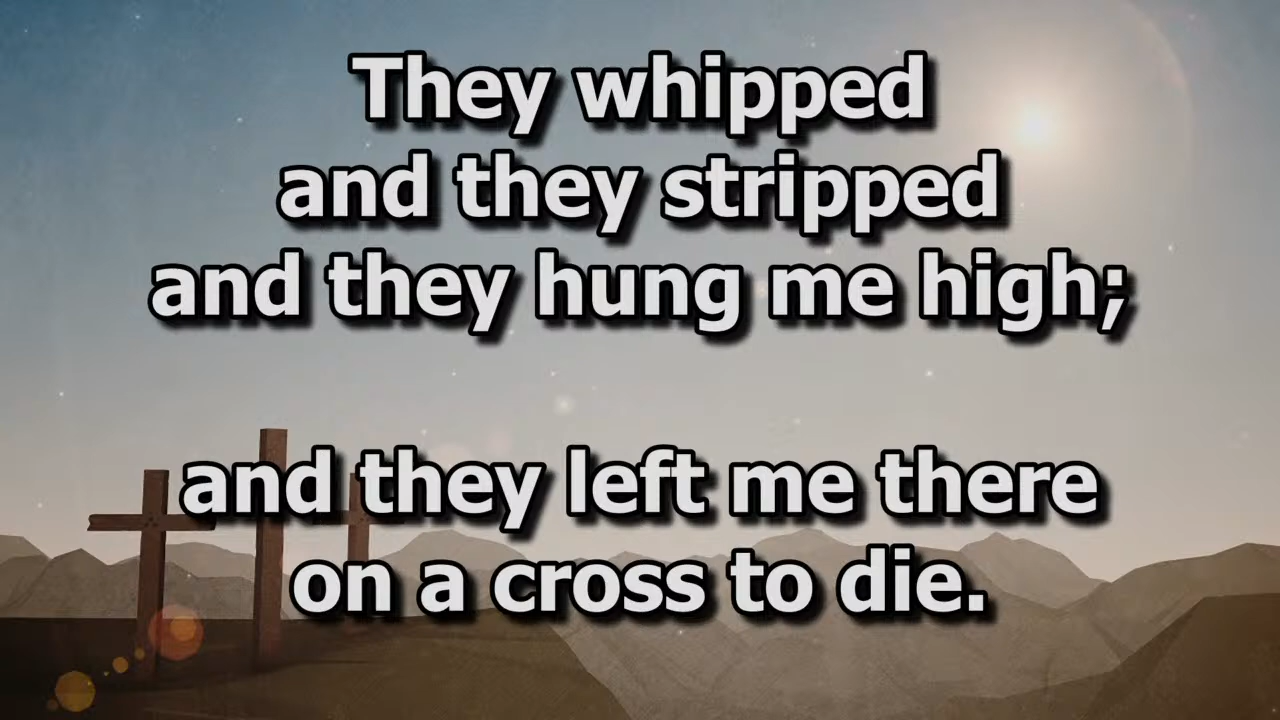 They whipped
and they stripped
and they hung me high;
and they left me there
on a cross to die.